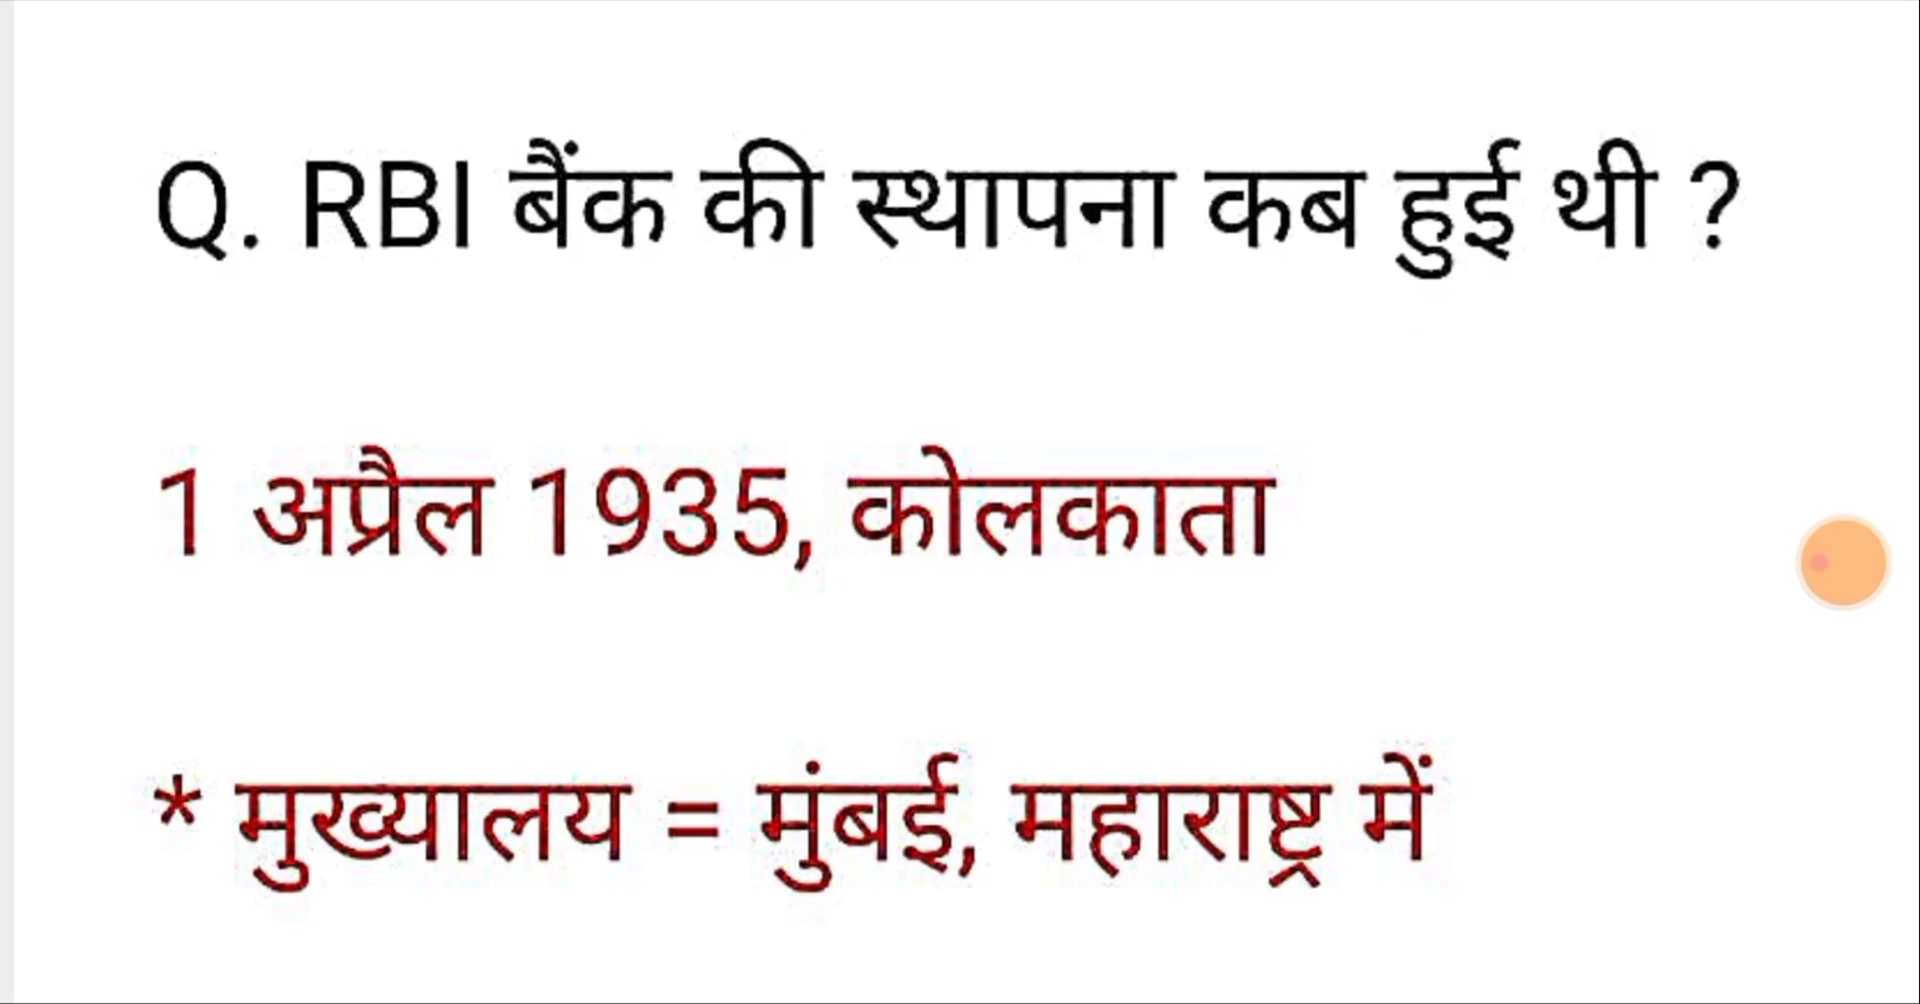 Q. RBI बैंक की स्थापना कब हुई थी ?
1 अप्रैल 1935, कोलकाता
* मुख्यालय = मुंबई, महाराष्ट्र में